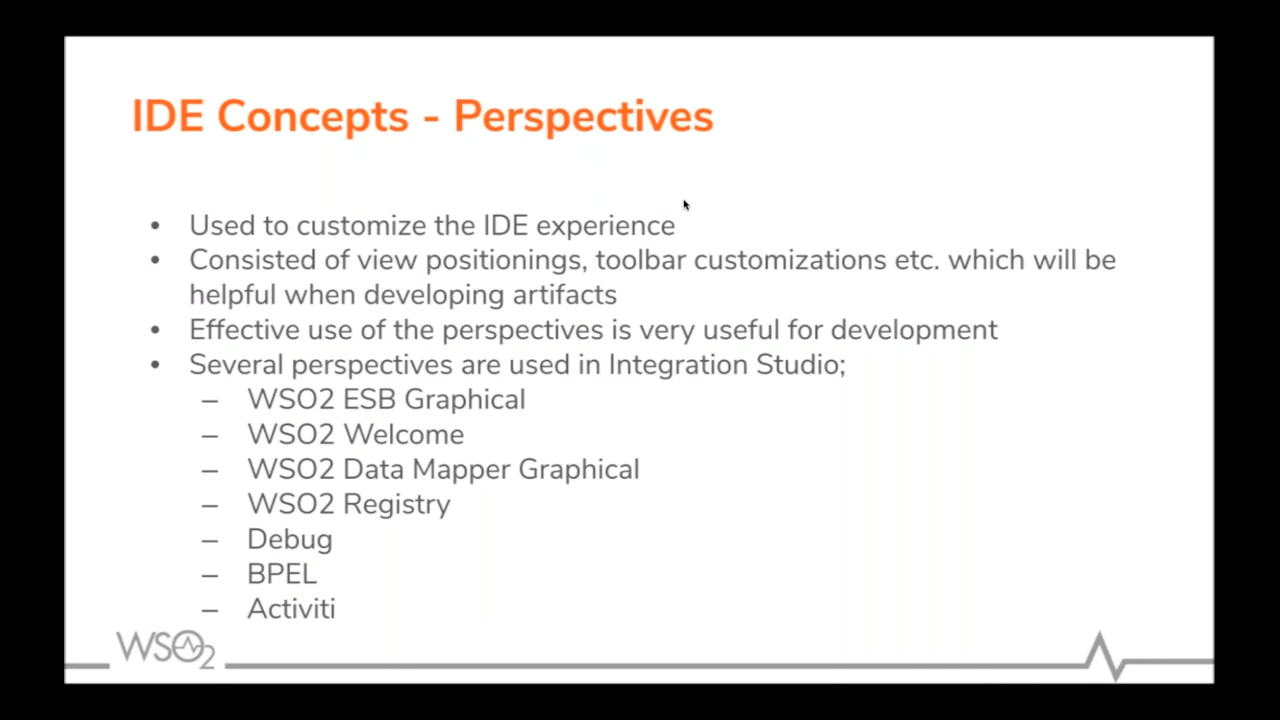 IDE Concepts - Perspectives
• Used to customize the IDE experience
• Consisted of view positionings, toolbar customizations etc. which will be
helpful when developing artifacts
• Effective use of the perspectives is very useful for development
• Several perspectives are used in Integration Studio;
– WSO2 ESB Graphical
– WSO2 Welcome
– WSO2 Data Mapper Graphical
– WSO2 Registry
– Debug
– BPEL
– Activiti
WSO2